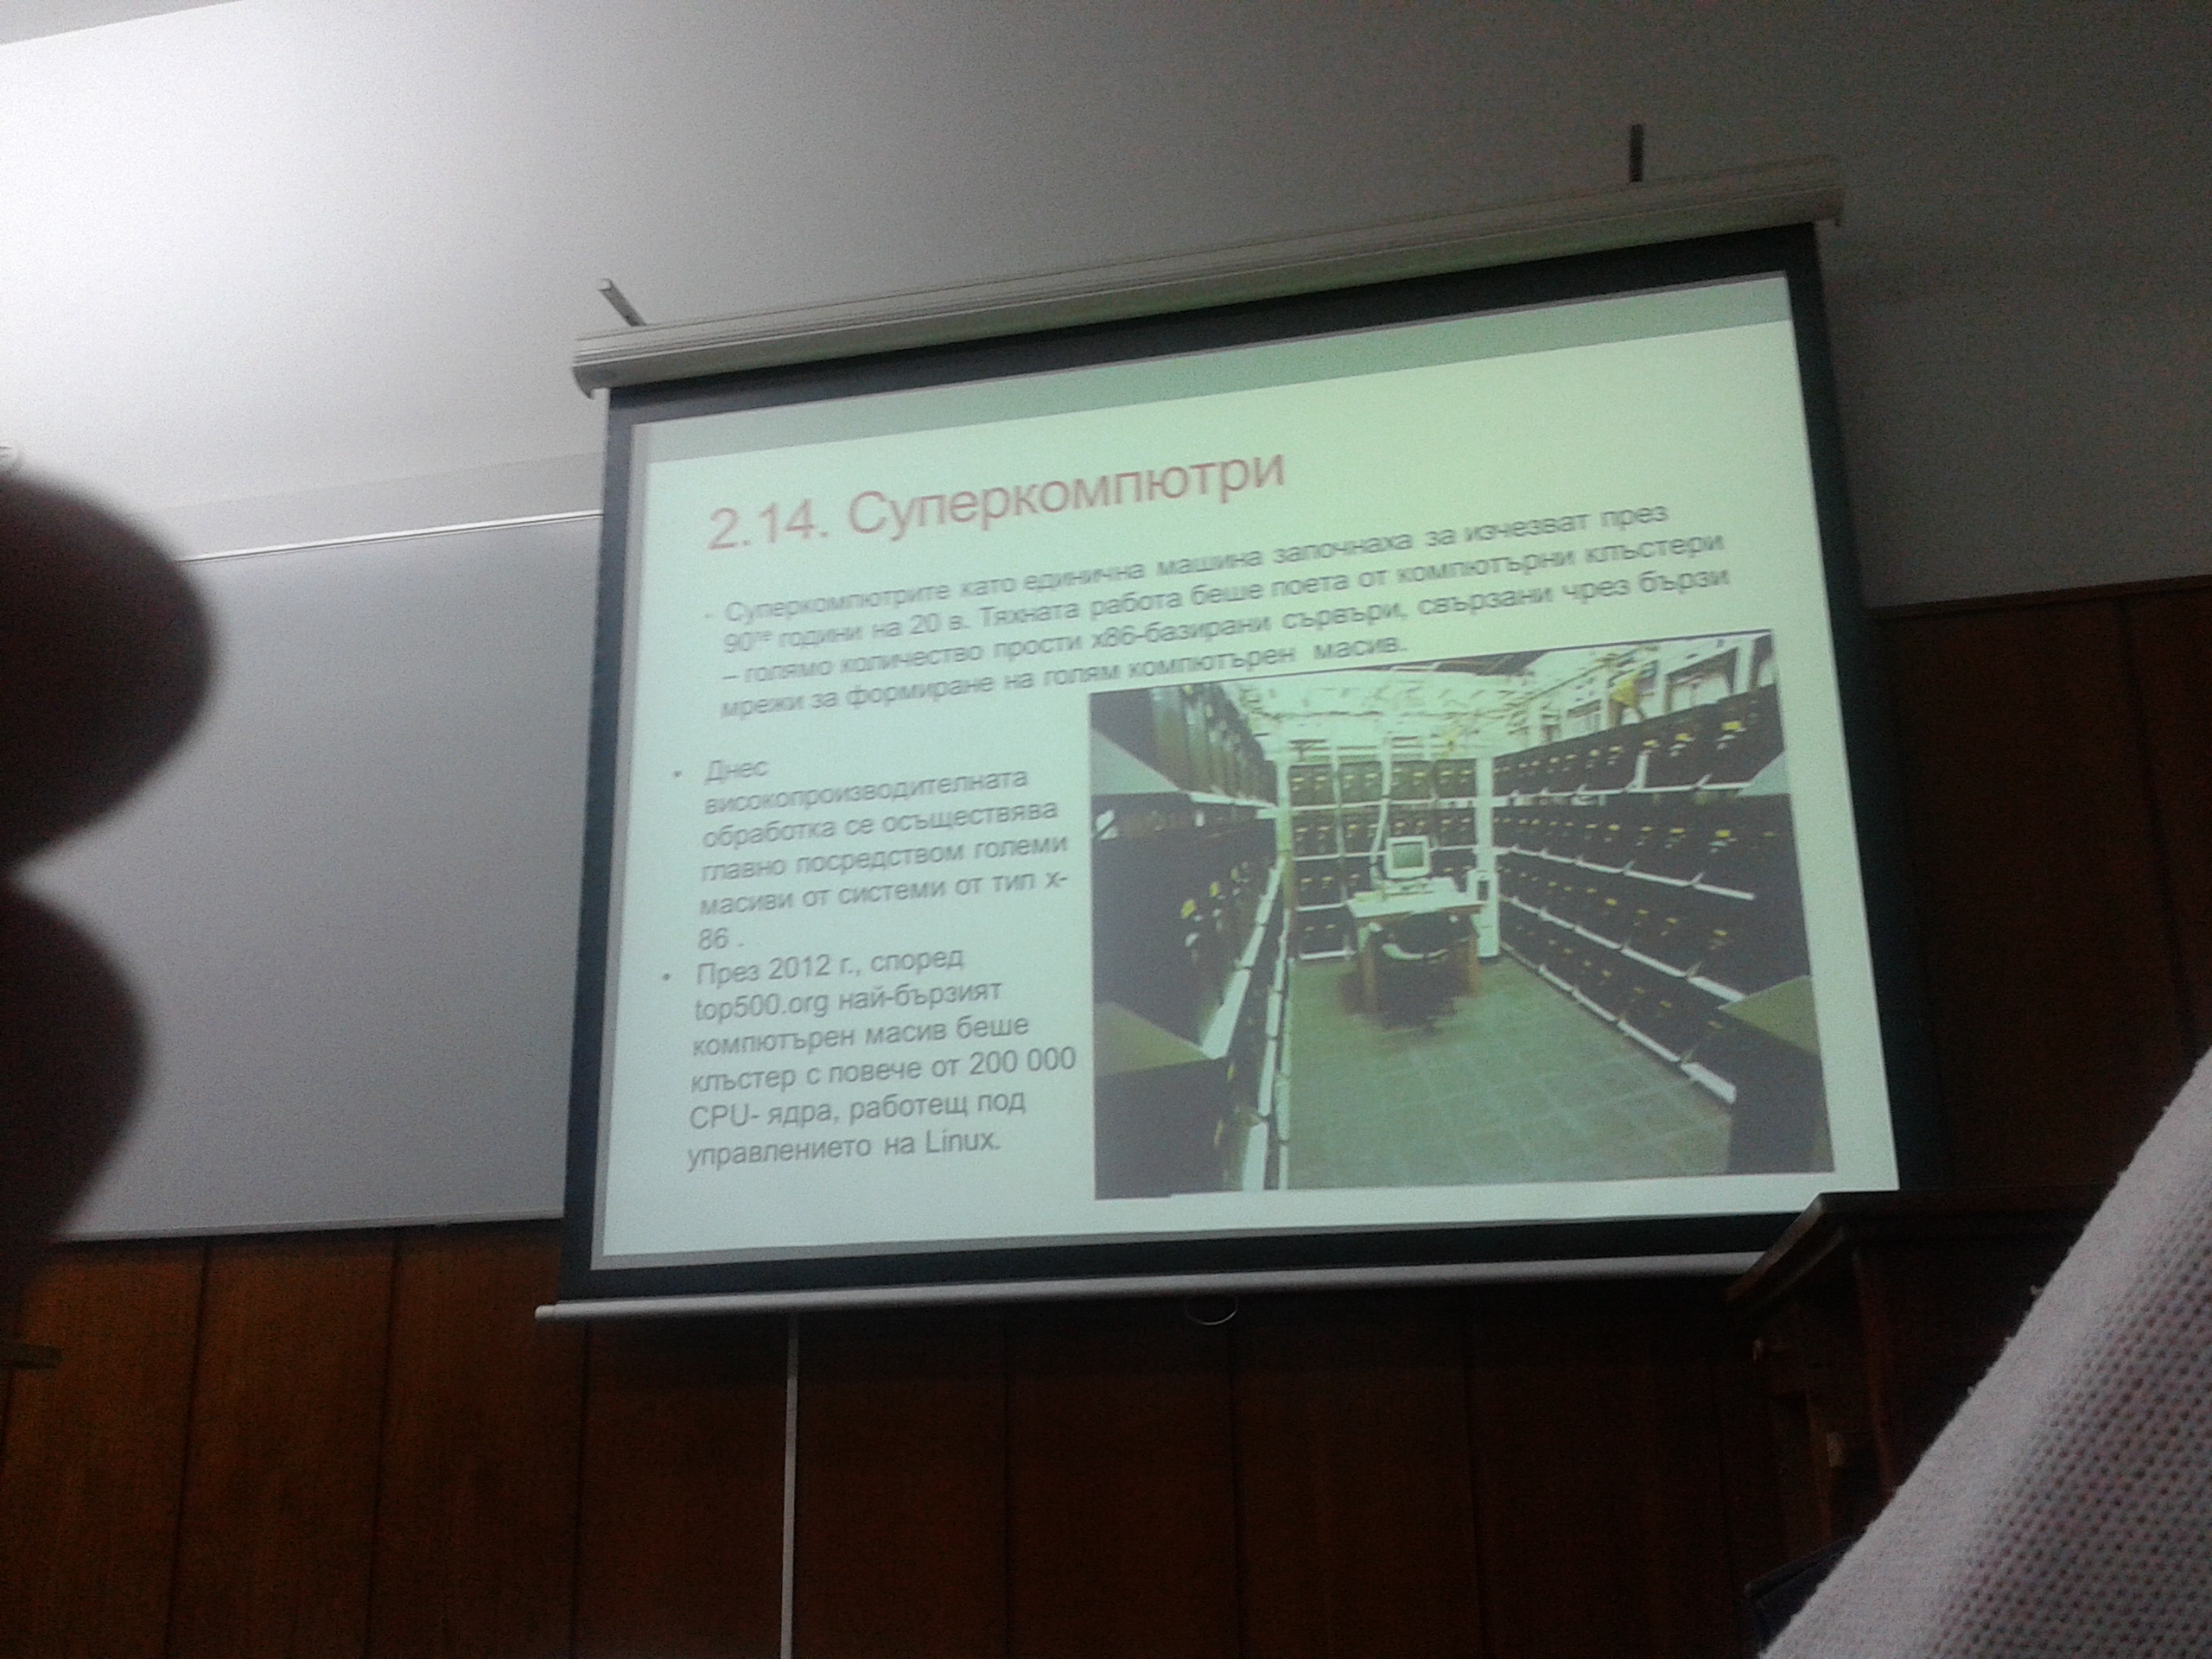 2.14. Суперкомпютри
Суперкомпютрите като единична машина започнаха за изчезват през
90те години на 20 в. Тяхната работа беше поета от компютърни клъстери
– голямо количество прости x86-базирани сървъри, свързани чрез бързи
мрежи за формиране на голям компютърен масив.
• Днес
високопроизводителната
обработка се осъществява
главно посредством големи
масиви от системи от тип x-
86 .
• През 2012 г., според
top500.org най-бързият
компютърен масив беше
клъстер с повече от 200 000
CPU- ядра, работещ под
управлението на Linux.